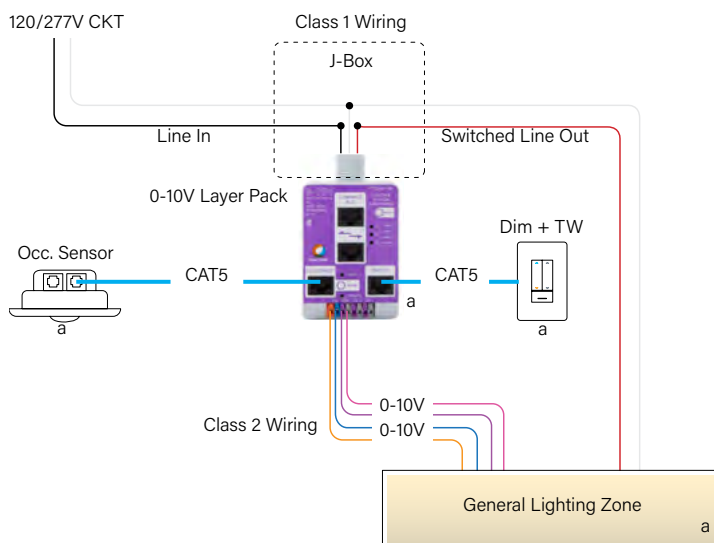 120/277V CKT
Class 1 Wiring
J-Box
Line In
Switched Line Out
0-10V Layer Pack
Dim + TW
Occ. Sensor
CAT5
CAT5
a
a
a
0-10V
Class 2 Wiring
0-10V
General Lighting Zone
a